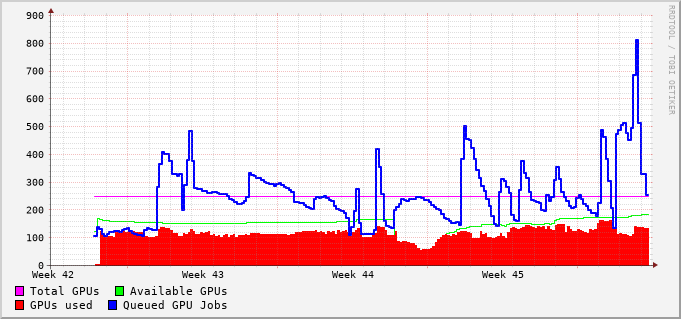 900
800
700
600
500
400
300
200
100
0
Week 42 Week 43 Week 44 Week 45
Total GPUs Available GPUs
GPUs used Queued GPU Jobs
RRDTOOL / TOBI OETIKER